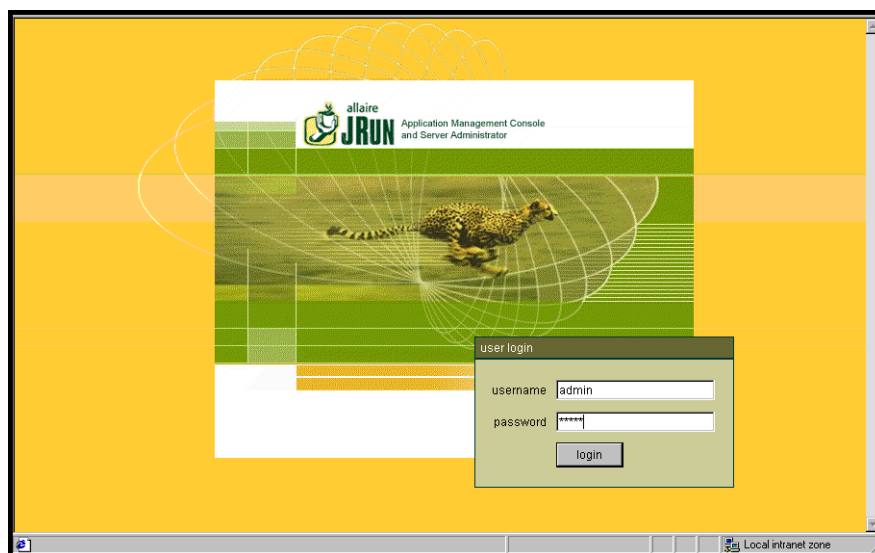 allaire
JRUN
Application Management Console
and Server Administrator
user login
username admin
password *****
login
Local intranet zone